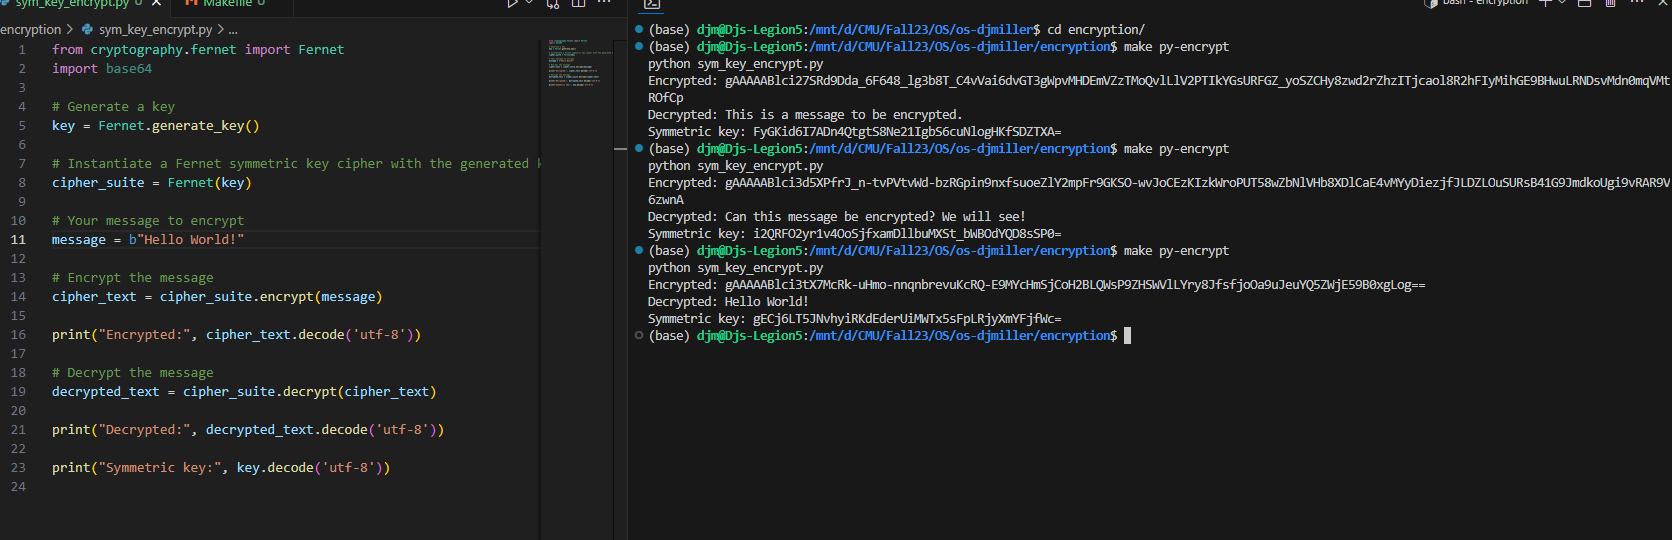 sym_key_encrypt.py U
Makefile U
bash - encryption
encryption > sym_key_encrypt.py > ...
1 from cryptography.fernet import Fernet
2 import base64
3
4 # Generate a key
5 key = Fernet.generate_key()
6
7 # Instantiate a Fernet symmetric key cipher with the generated k
8 cipher_suite = Fernet(key)
9
10 # Your message to encrypt
11 message = b"Hello World!"
12
13 # Encrypt the message
14 cipher_text = cipher_suite.encrypt(message)
15
16 print("Encrypted:", cipher_text.decode('utf-8'))
17
18 # Decrypt the message
19 decrypted_text = cipher_suite.decrypt(cipher_text)
20
21 print("Decrypted:", decrypted_text.decode('utf-8'))
22
23 print("Symmetric key:", key.decode('utf-8'))
24
(base) djm@Djs-Legion5:/mnt/d/CMU/Fall23/OS/os-djmiller$ cd encryption/
(base) djm@Djs-Legion5:/mnt/d/CMU/Fall23/OS/os-djmiller/encryption$ make py-encrypt
python sym_key_encrypt.py
Encrypted: gAAAAABlci27SRd9Dda_6F648_lg3b8T_C4vVai6dvGT3gWpvMHDEmVZzTMoQvlLlV2PTIkYGsURFGZ_yoSZCHy8zwd2rZhzITjcaol8R2hFIyMihGE9BHwuLRNDsvMdn0mqVMt
ROfCp
Decrypted: This is a message to be encrypted.
Symmetric key: FyGKid6I7ADn4QtgtS8Ne21IgbS6cuNlogHKfSDZTXA=
(base) djm@Djs-Legion5:/mnt/d/CMU/Fall23/OS/os-djmiller/encryption$ make py-encrypt
python sym_key_encrypt.py
Encrypted: gAAAAABlci3d5XPfrJ_n-tvPVtvWd-bzRGpin9nxfsuoeZlY2mpFr9GKSO-wvJoCEzKIzkWroPUT58wZbNlVHb8XDlCaE4vMYyDiezjfJLDZLOuSURsB41G9JmdkoUgi9vRAR9V
6zwnA
Decrypted: Can this message be encrypted? We will see!
Symmetric key: i2QRFO2yr1v4OoSjfxamDllbuMXSt_bWBOdYQD8sSP0=
(base) djm@Djs-Legion5:/mnt/d/CMU/Fall23/OS/os-djmiller/encryption$ make py-encrypt
python sym_key_encrypt.py
Encrypted: gAAAAABlci3tX7McRk-uHmo-nnqnbrevuKcRQ-E9MYcHmSjCoH2BLQWsP9ZHSWVlLYry8JfsfjoOa9uJeuYQ5ZWjE59B0xgLog==
Decrypted: Hello World!
Symmetric key: gECj6LT5JNvhyiRKdEderUiMWTx5sFpLRjyXmYFjfWc=
(base) djm@Djs-Legion5:/mnt/d/CMU/Fall23/OS/os-djmiller/encryption$